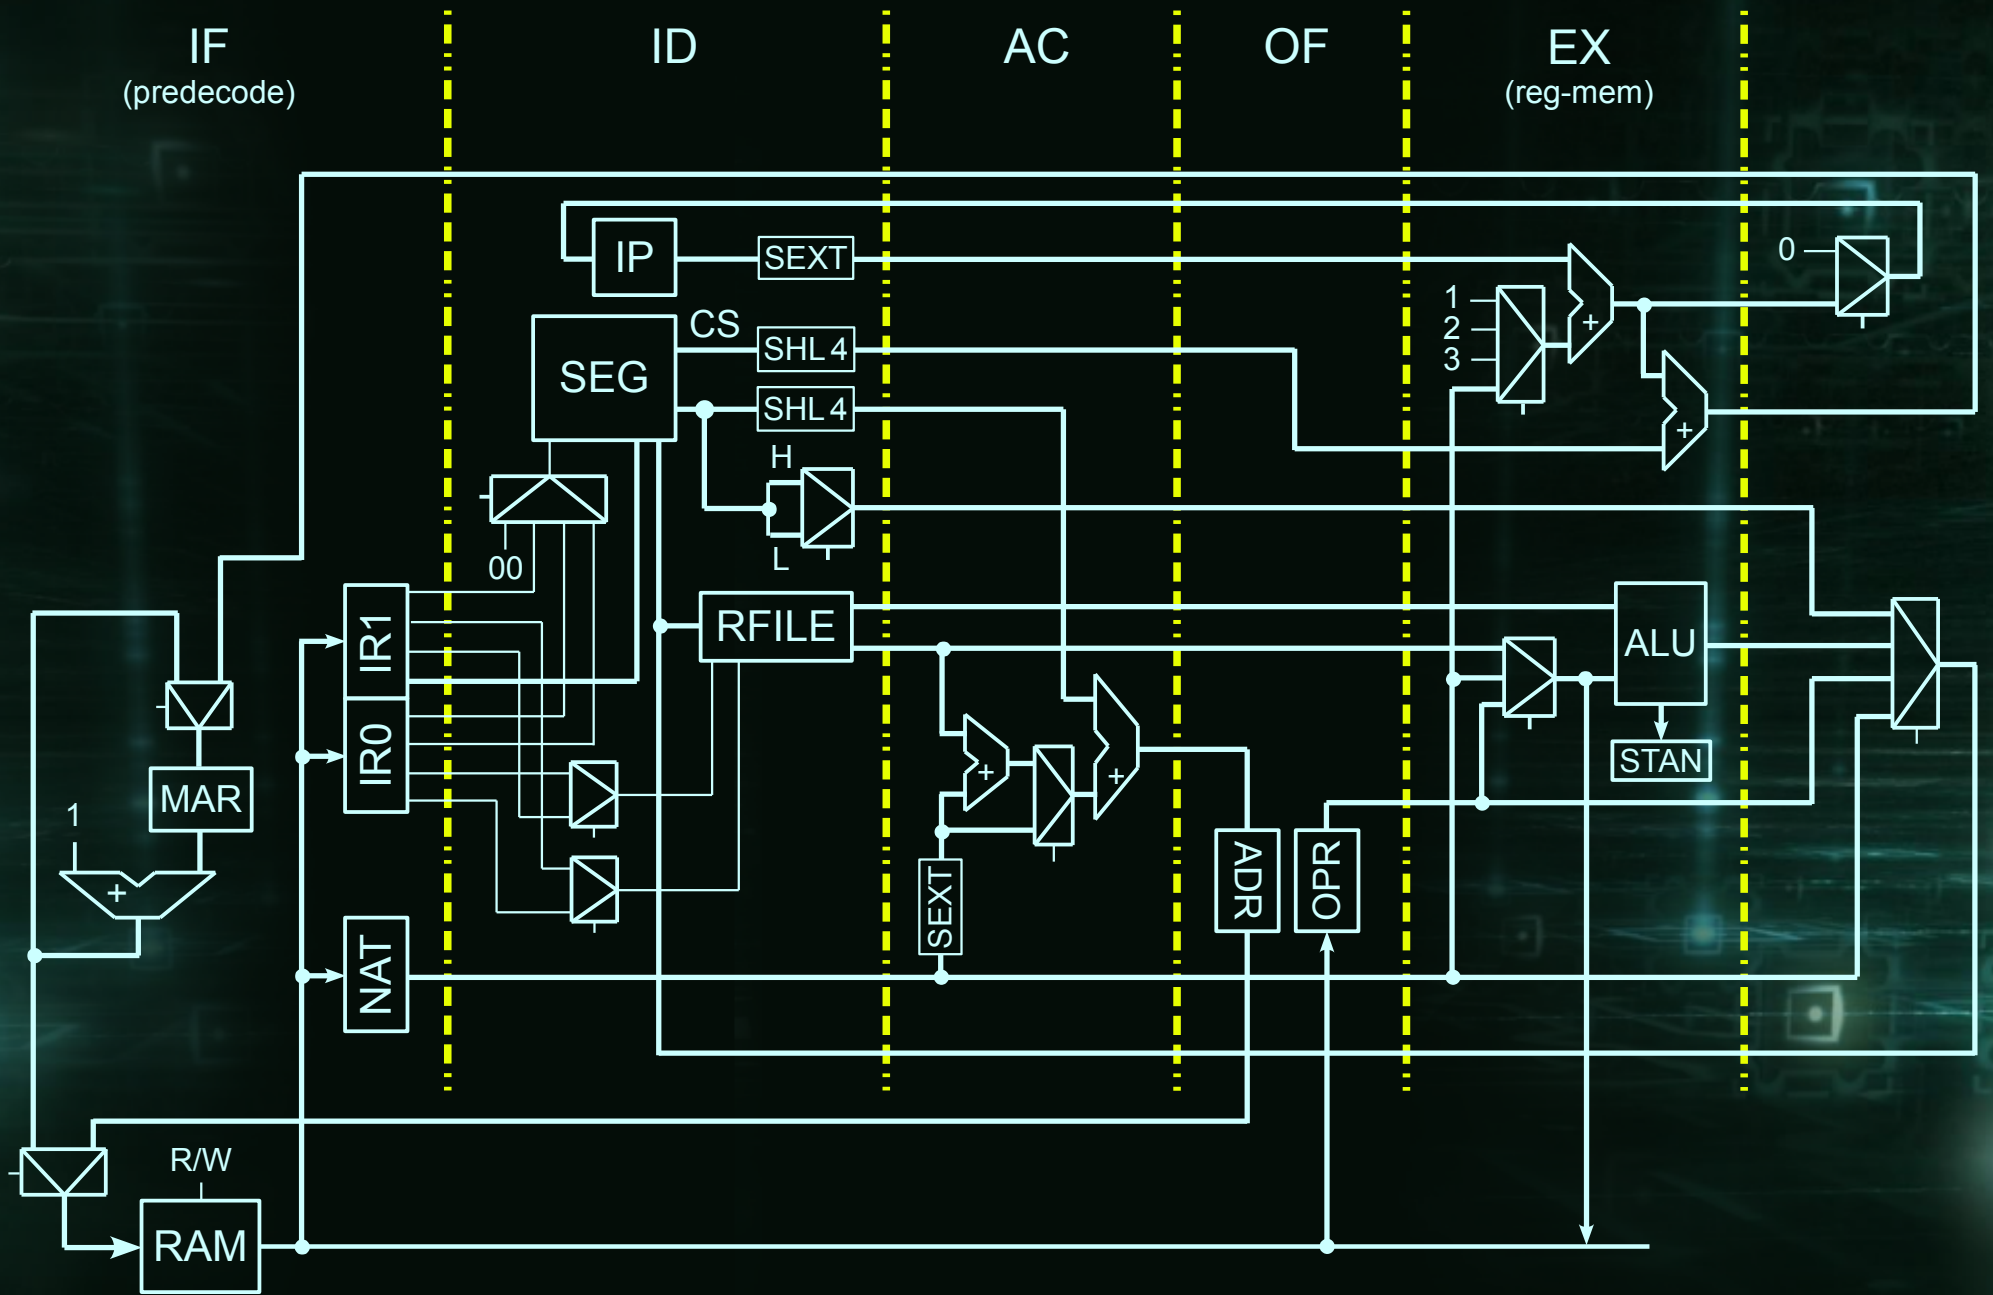 IF
(predecode)
ID
AC
OF
EX
(reg-mem)
IP
SEXT
0
1
2
3
+
CS
SEG
SHL 4
SHL 4
+
H
L
00
IR1
RFILE
ALU
STAN
IR0
MAR
1
+
+
+
SEXT
ADR
OPR
NAT
R/W
RAM